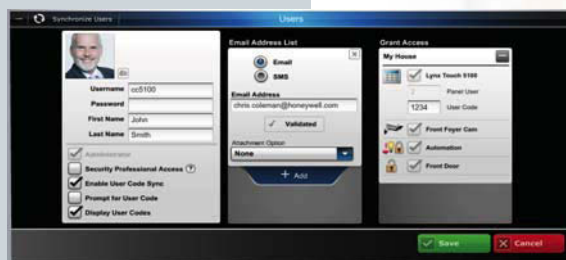 Synchronize Users
Users
Username
cc5100
Password
First Name
John
Last Name
Smith
Administrator
Security Professional Access
Enable User Code Sync
Prompt for User Code
Display User Codes
Email Address List
Email
SMS
Email Address
chris.coleman@honeywell.com
Validated
Attachment Option
None
+ Add
Grant Access
My House
Lynx Touch 5100
2 Panel User
1234 User Code
Front Foyer Cam
Automation
Front Door
Save
Cancel